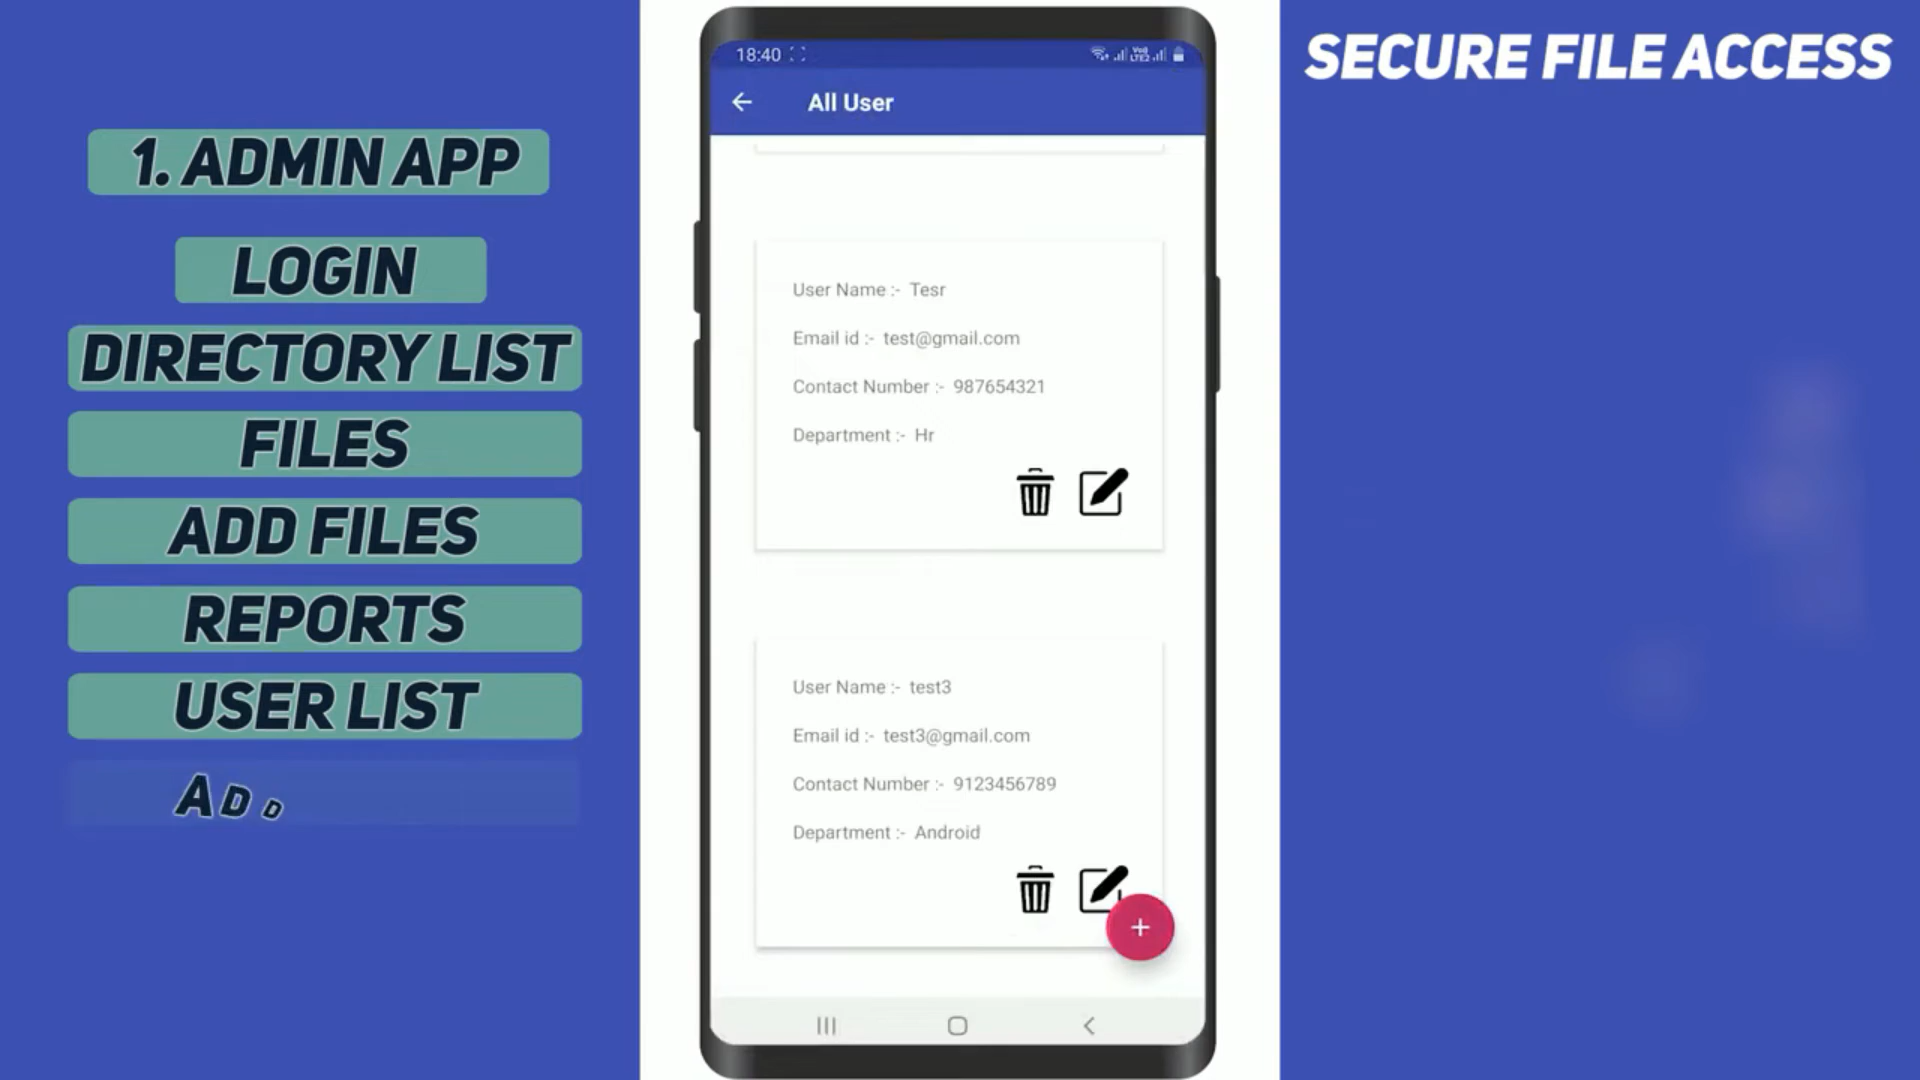 SECURE FILE ACCESS
1. ADMIN APP
LOGIN
DIRECTORY LIST
FILES
ADD FILES
REPORTS
USER LIST
ADD
18:40
All User
User Name :- Tesr
Email id :- test@gmail.com
Contact Number :- 987654321
Department :- Hr
User Name :- test3
Email id :- test3@gmail.com
Contact Number :- 9123456789
Department :- Android